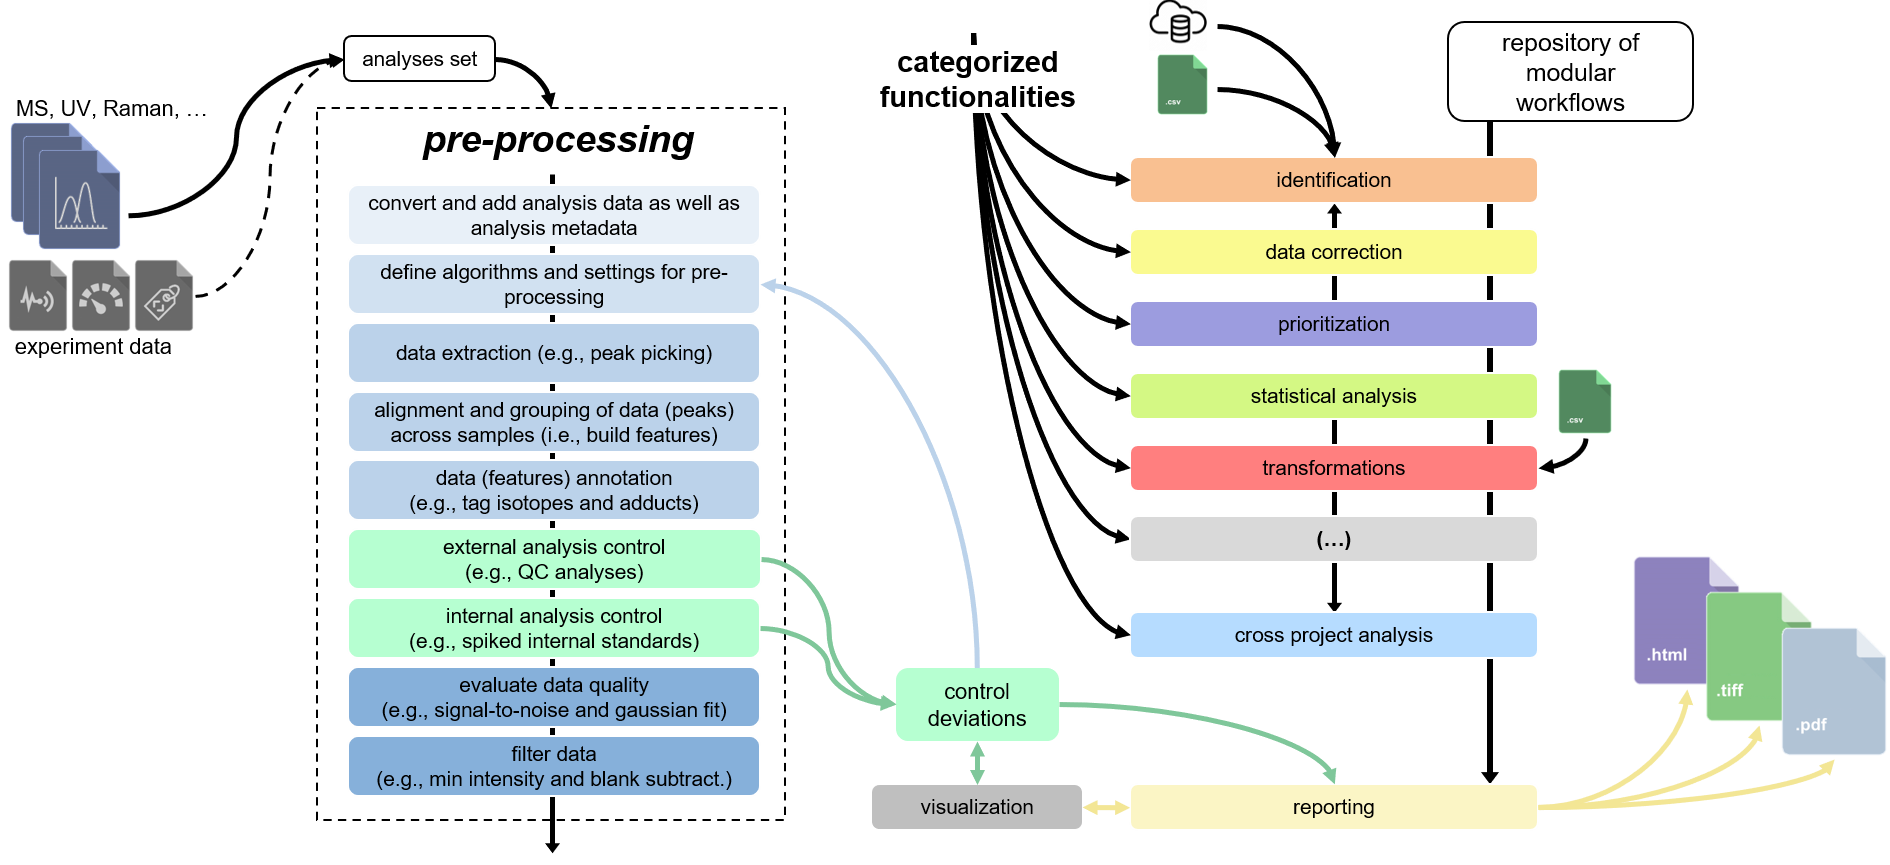 analyses set
MS, UV, Raman, …
experiment data
pre-processing
convert and add analysis data as well as
analysis metadata
define algorithms and settings for pre-
processing
data extraction (e.g., peak picking)
alignment and grouping of data (peaks)
across samples (i.e., build features)
data (features) annotation
(e.g., tag isotopes and adducts)
external analysis control
(e.g., QC analyses)
internal analysis control
(e.g., spiked internal standards)
evaluate data quality
(e.g., signal-to-noise and gaussian fit)
filter data
(e.g., min intensity and blank subtract.)
control
deviations
visualization
categorized
functionalities
.csv
repository of
modular
workflows
identification
data correction
prioritization
statistical analysis
.csv
transformations
(…)
cross project analysis
reporting
.html
.tiff
.pdf